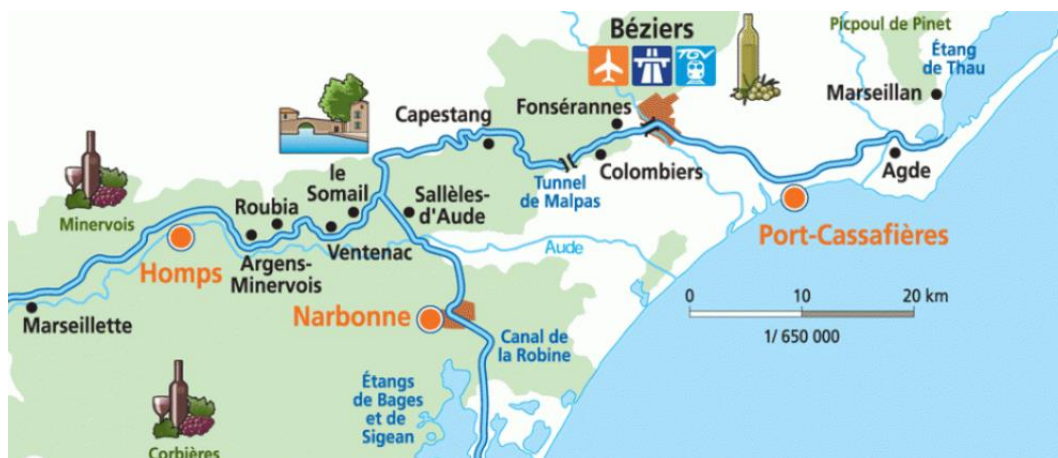 Béziers
TGV
Picpoul de Pinet
Étang
de Thau
Marseillan
Fonsérannes
Capestang
le
Somail
Colombiers
Tunnel
de Malpas
Agde
Minervois
Roubia
Sallèles-
d'Aude
Port-Cassafières
Homps
Argens-
Minervois
Ventenac
Aude
Marseillette
Narbonne
0 10 20 km
1/ 650 000
Canal de
la Robine
Étangs
de Bages
et de
Sigean
Corbières